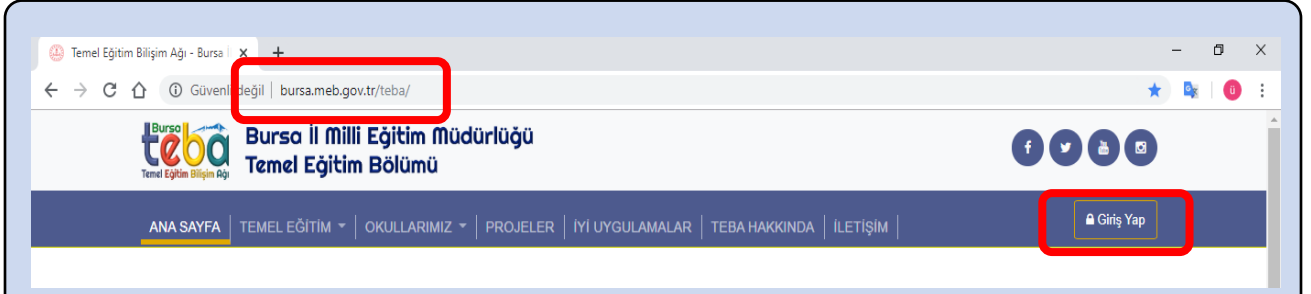 Temel Eğitim Bilişim Ağı - Bursa İ
Güvenli değil | bursa.meb.gov.tr/teba/
ü
Bursa
teba
Temel Eğitim Bilişim Ağı
Bursa İl Milli Eğitim Müdürlüğü
Temel Eğitim Bölümü
ANA SAYFA
TEMEL EĞİTİM
OKULLARIMIZ
PROJELER
İYİ UYGULAMALAR
TEBA HAKKINDA
İLETİŞİM
Giriş Yap